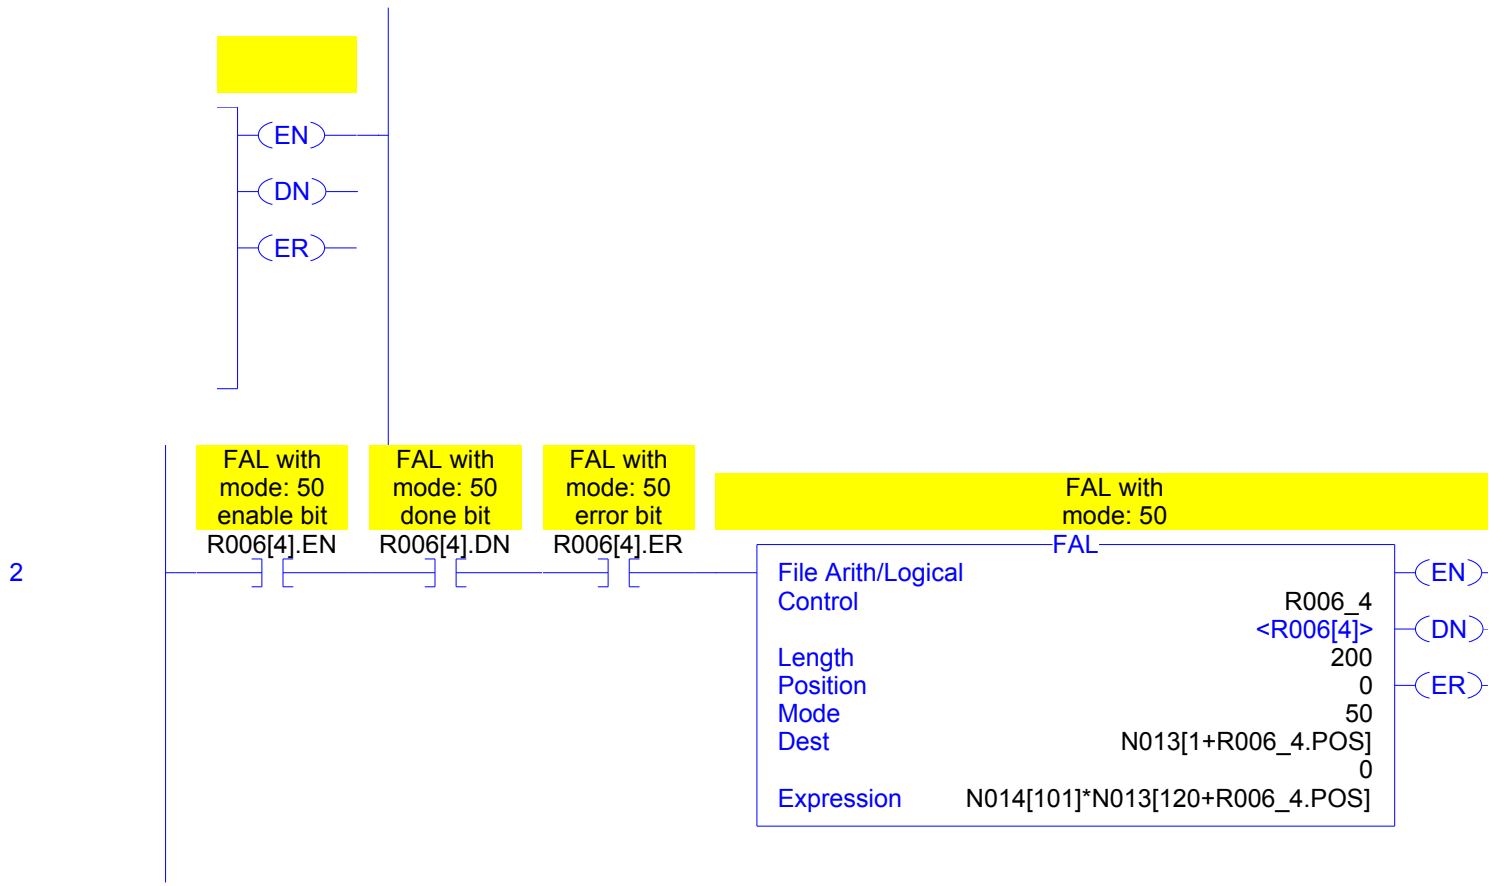 EN
DN
ER
FAL with
mode: 50
enable bit
R006[4].EN
FAL with
mode: 50
done bit
R006[4].DN
FAL with
mode: 50
error bit
R006[4].ER
FAL with
mode: 50
2
FAL
File Arith/Logical
Control R006_4
<R006[4]>
Length 200
Position 0
Mode 50
Dest N013[1+R006_4.POS]
0
Expression N014[101]*N013[120+R006_4.POS]
EN
DN
ER